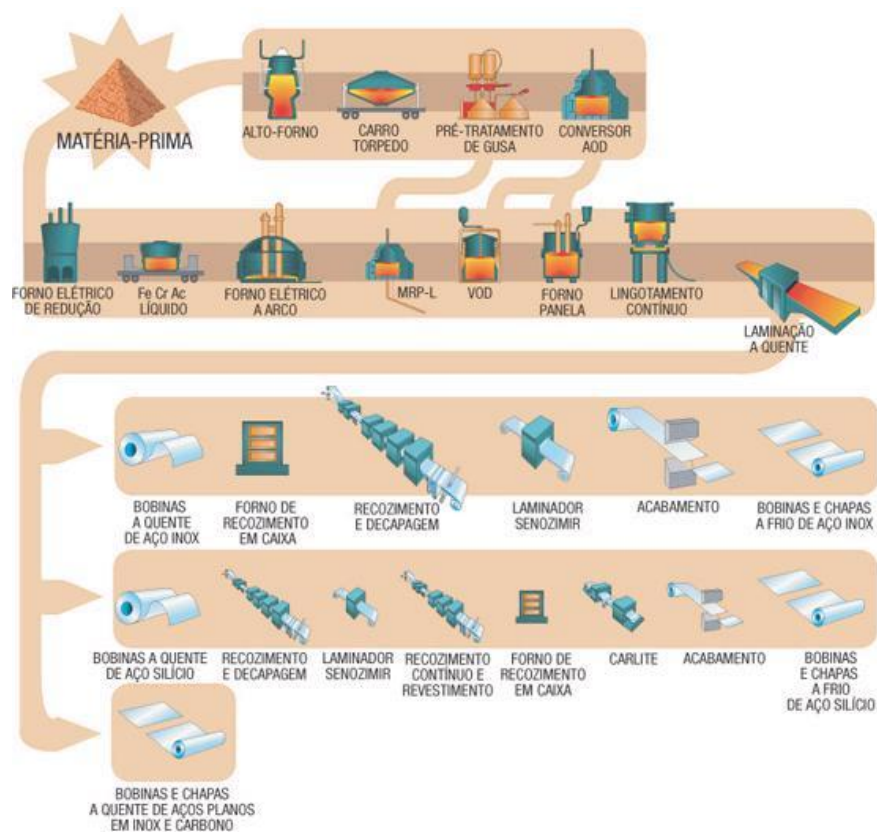 MATÉRIA-PRIMA
ALTO-FORNO
CARRO
TORPEDO
PRÉ-TRATAMENTO
DE GUSA
CONVERSOR
AOD
FORNO ELÉTRICO
DE REDUÇÃO
Fe Cr Ac
LÍQUIDO
FORNO ELÉTRICO
A ARCO
MRP-L
VOD
FORNO
PANELA
LINGOTAMENTO
CONTÍNUO
LAMINAÇÃO
A QUENTE
BOBINAS
A QUENTE
DE AÇO INOX
FORNO DE
RECOZIMENTO
EM CAIXA
RECOZIMENTO
E DECAPAGEM
LAMINADOR
SENOZIMIR
ACABAMENTO
BOBINAS E CHAPAS
A FRIO DE AÇO INOX
BOBINAS A QUENTE
DE AÇO SILÍCIO
RECOZIMENTO
E DECAPAGEM
LAMINADOR
SENOZIMIR
RECOZIMENTO
CONTÍNUO E
REVESTIMENTO
FORNO DE
RECOZIMENTO
EM CAIXA
CARLITE
ACABAMENTO
BOBINAS
E CHAPAS
A FRIO
DE AÇO SILÍCIO
BOBINAS E CHAPAS
A QUENTE DE AÇOS PLANOS
EM INOX E CARBONO